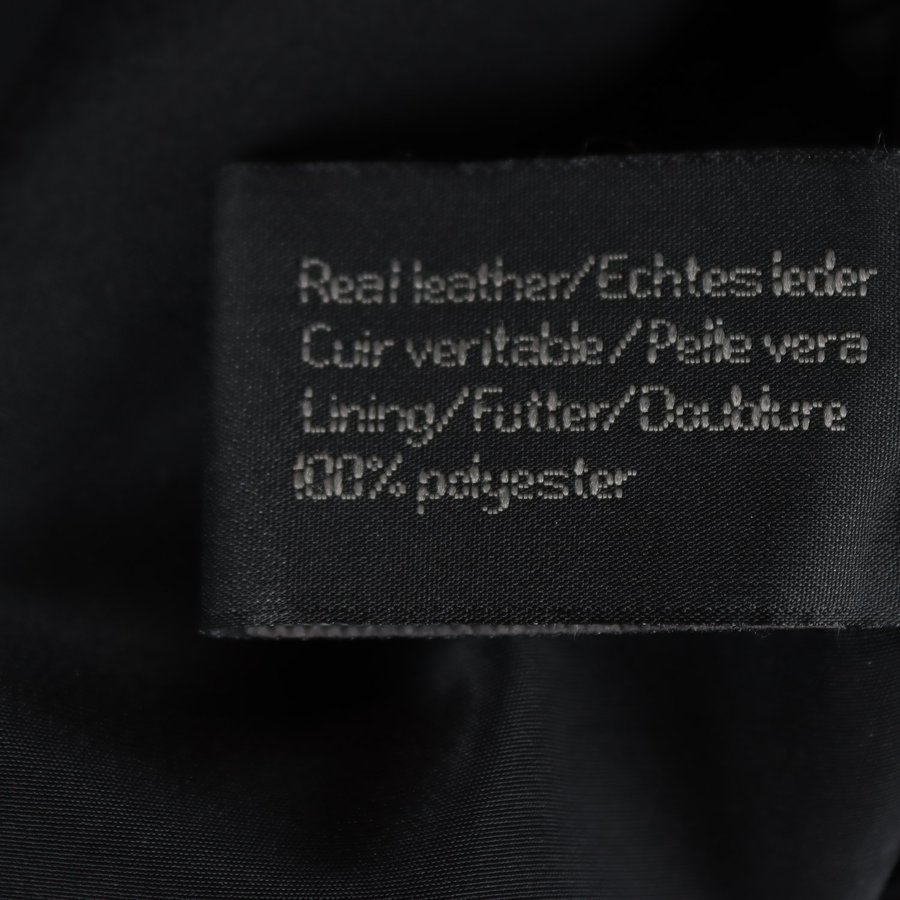 Real leather/Echtes leder
Cuir veritable/Pelle vera
Lining/Futter/Doublure
100% polyester